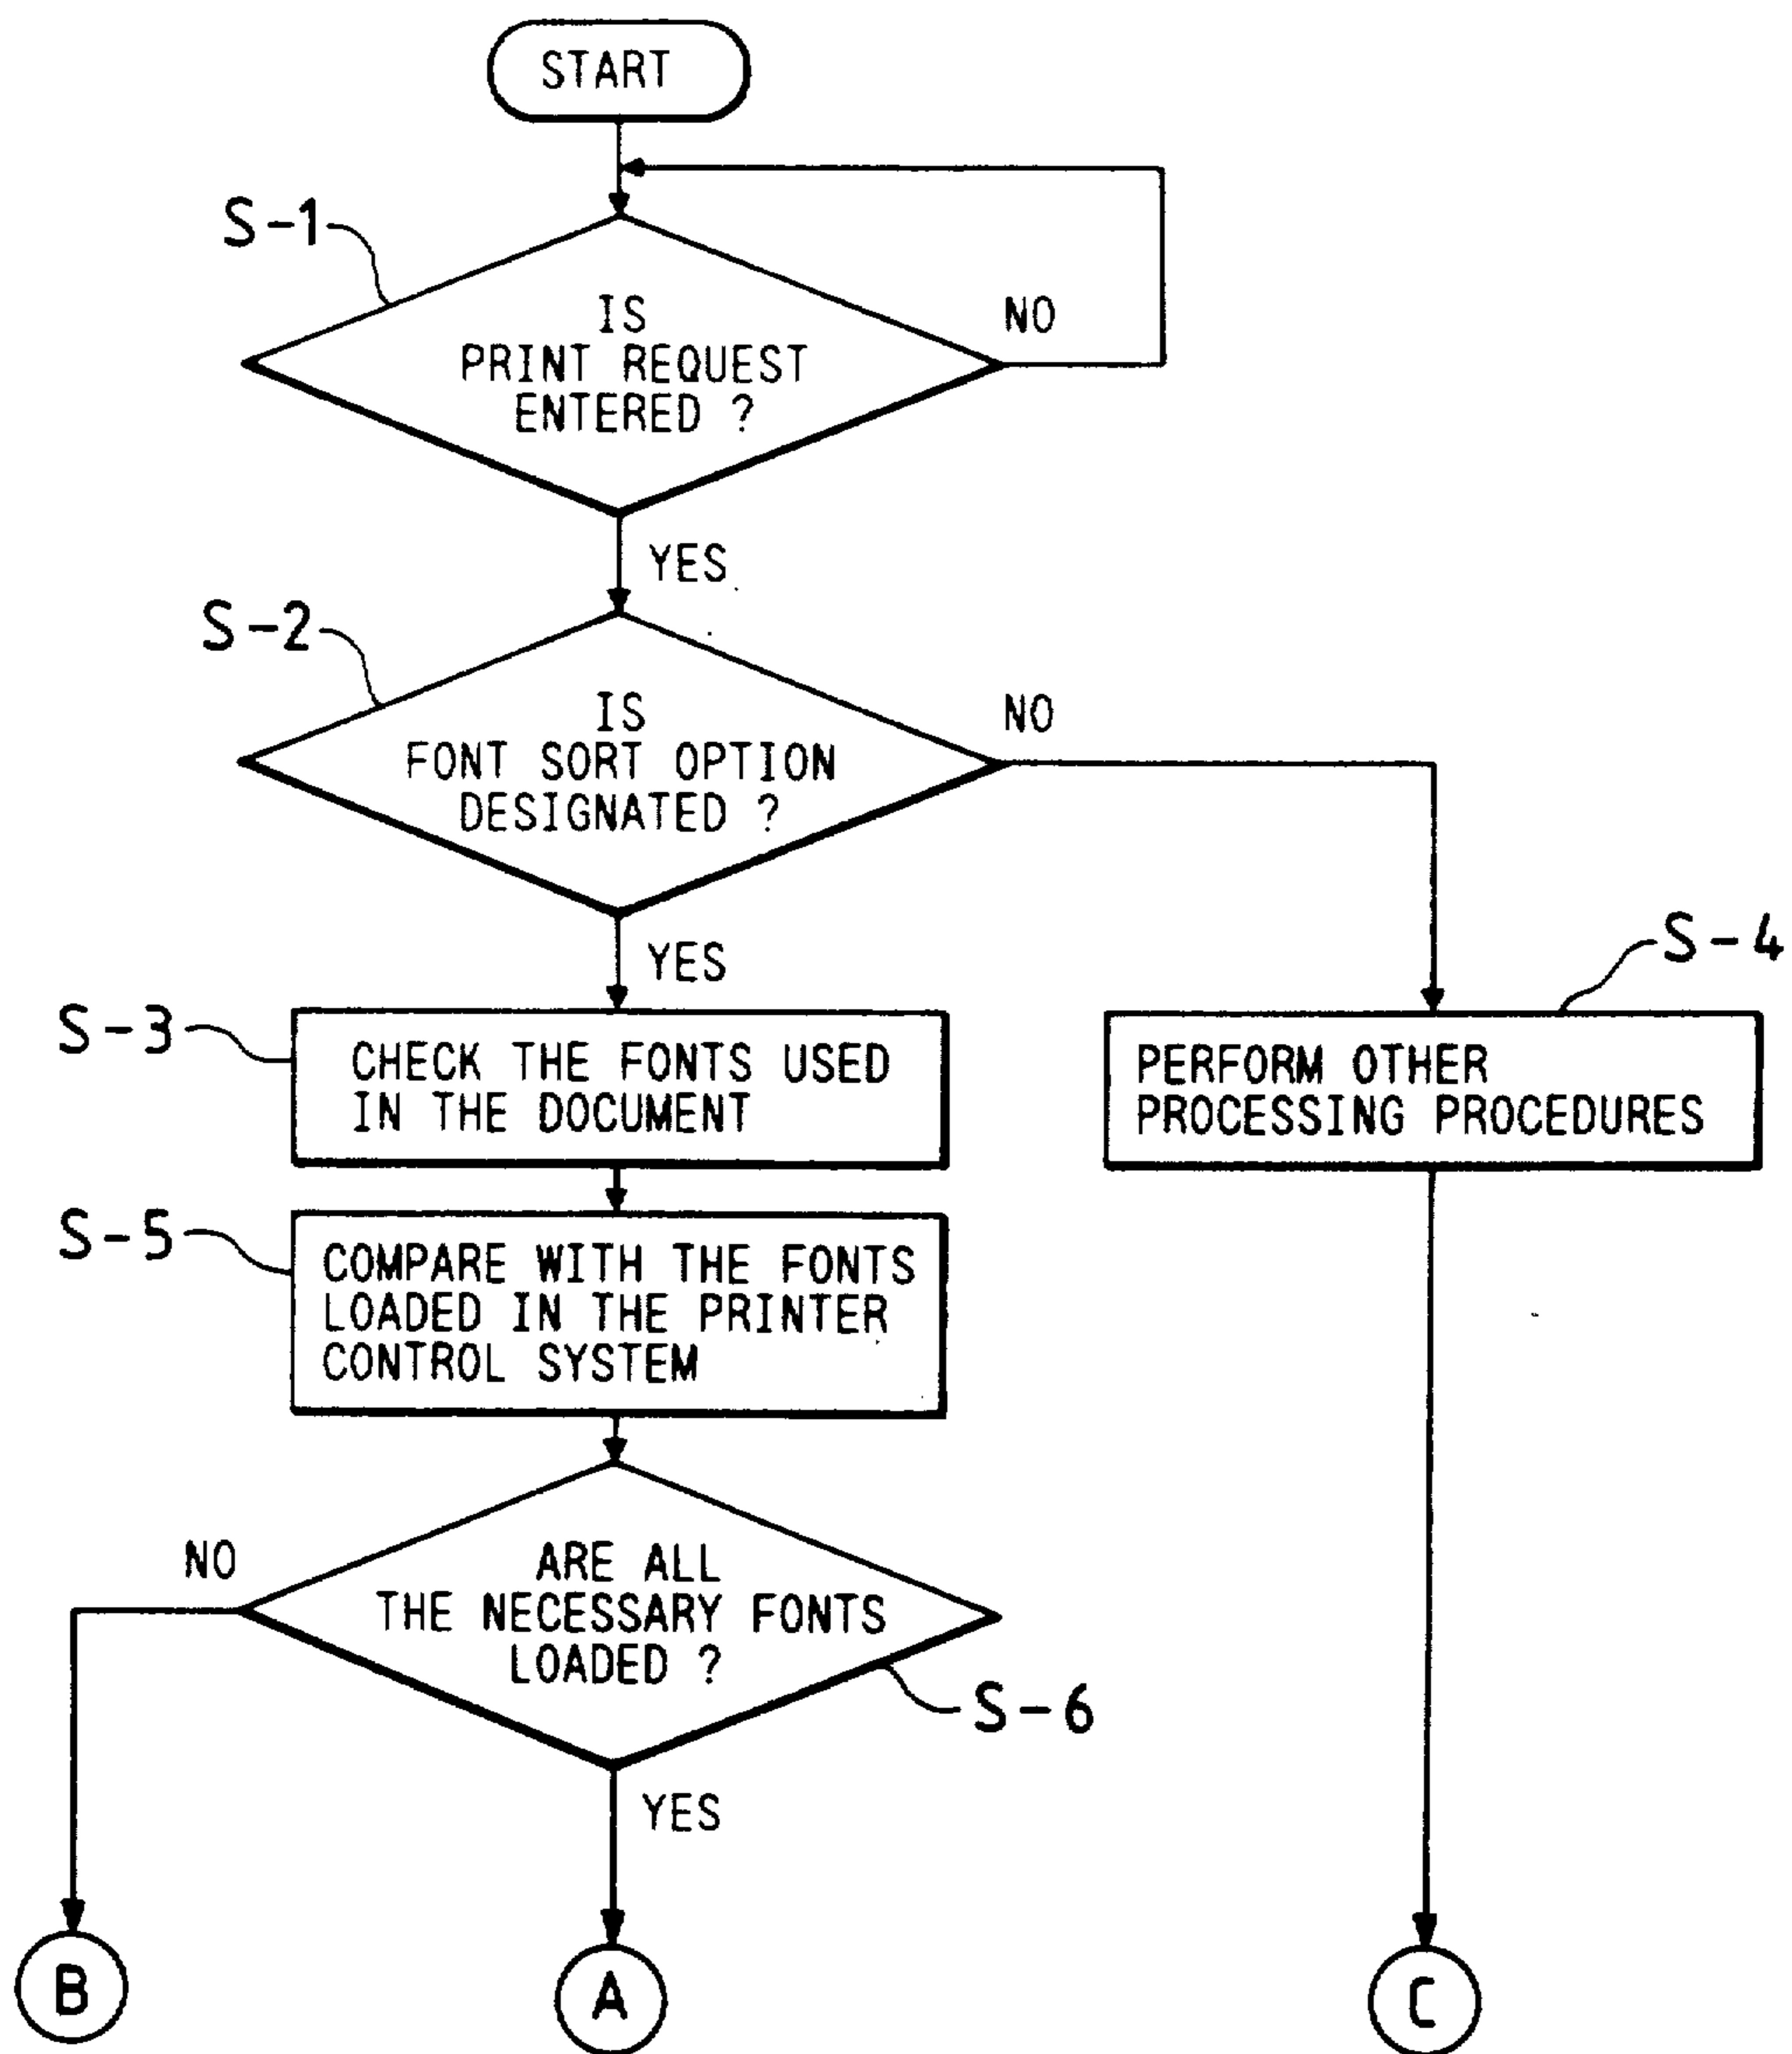 START
S-1
IS
PRINT REQUEST
ENTERED ?
NO
YES
S-2
IS
FONT SORT OPTION
DESIGNATED ?
NO
YES
S-3
CHECK THE FONTS USED
IN THE DOCUMENT
S-4
PERFORM OTHER
PROCESSING PROCEDURES
S-5
COMPARE WITH THE FONTS
LOADED IN THE PRINTER
CONTROL SYSTEM
NO
ARE ALL
THE NECESSARY FONTS
LOADED ?
S-6
YES
B
A
C